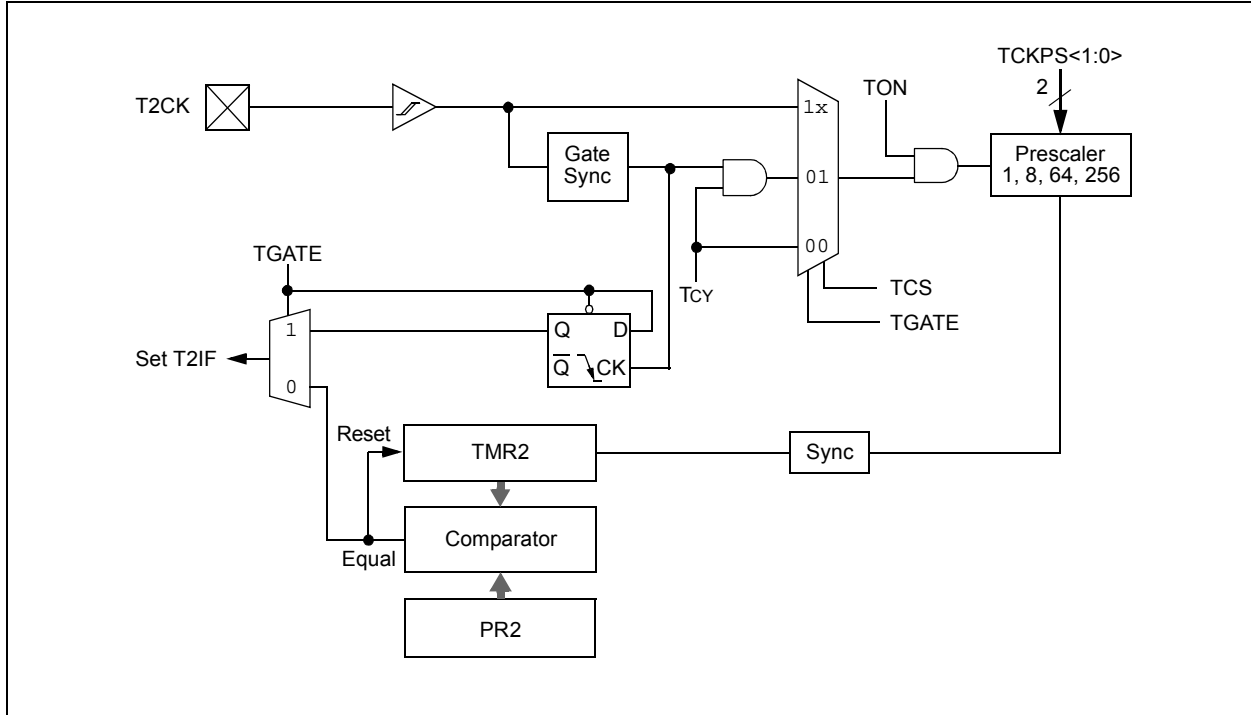 TCKPS<1:0>
2
TON
T2CK
1x
Gate
Sync
Prescaler
1, 8, 64, 256
01
00
TGATE
TCY
TCS
TGATE
1
Q
D
Set T2IF
Q
CK
0
Reset
TMR2
Sync
Equal
Comparator
PR2